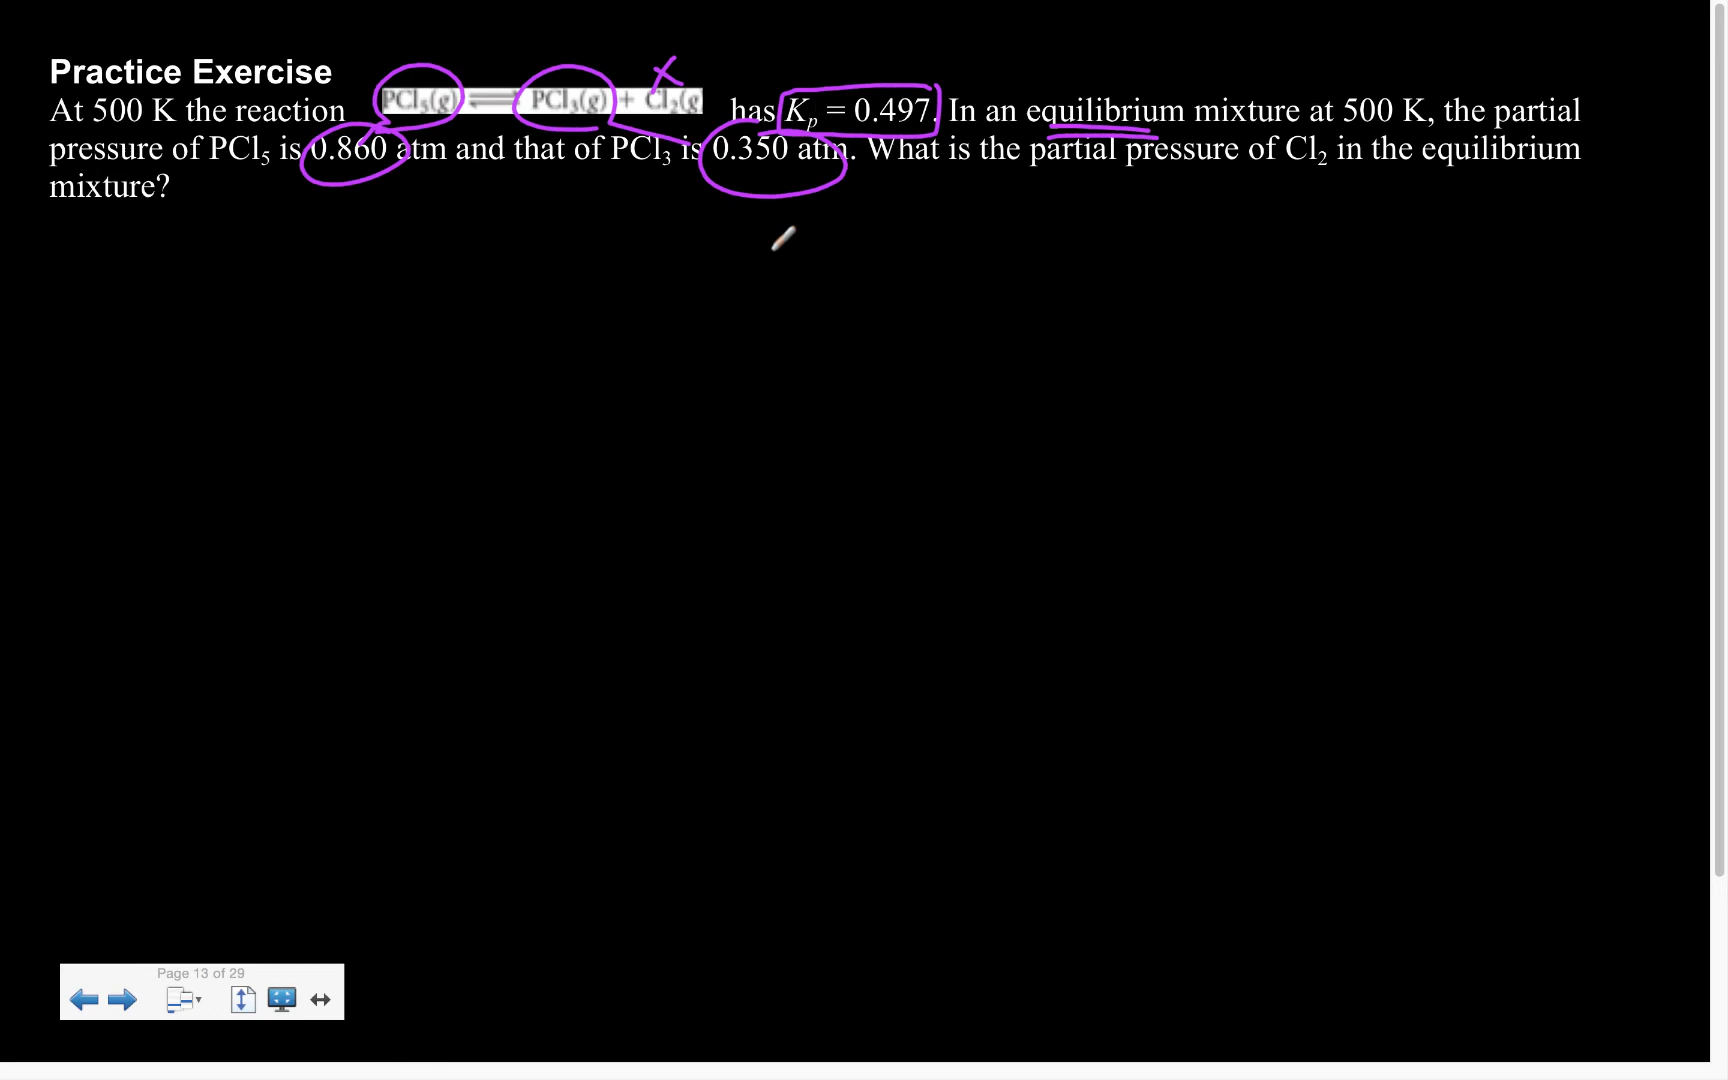 Practice Exercise
At 500 K the reaction PCl₅(g) ⇌ PCl₃(g) + Cl₂(g has Kₚ = 0.497. In an equilibrium mixture at 500 K, the partial
pressure of PCl₅ is 0.860 atm and that of PCl₃ is 0.350 atm. What is the partial pressure of Cl₂ in the equilibrium
mixture?
x
Page 13 of 29